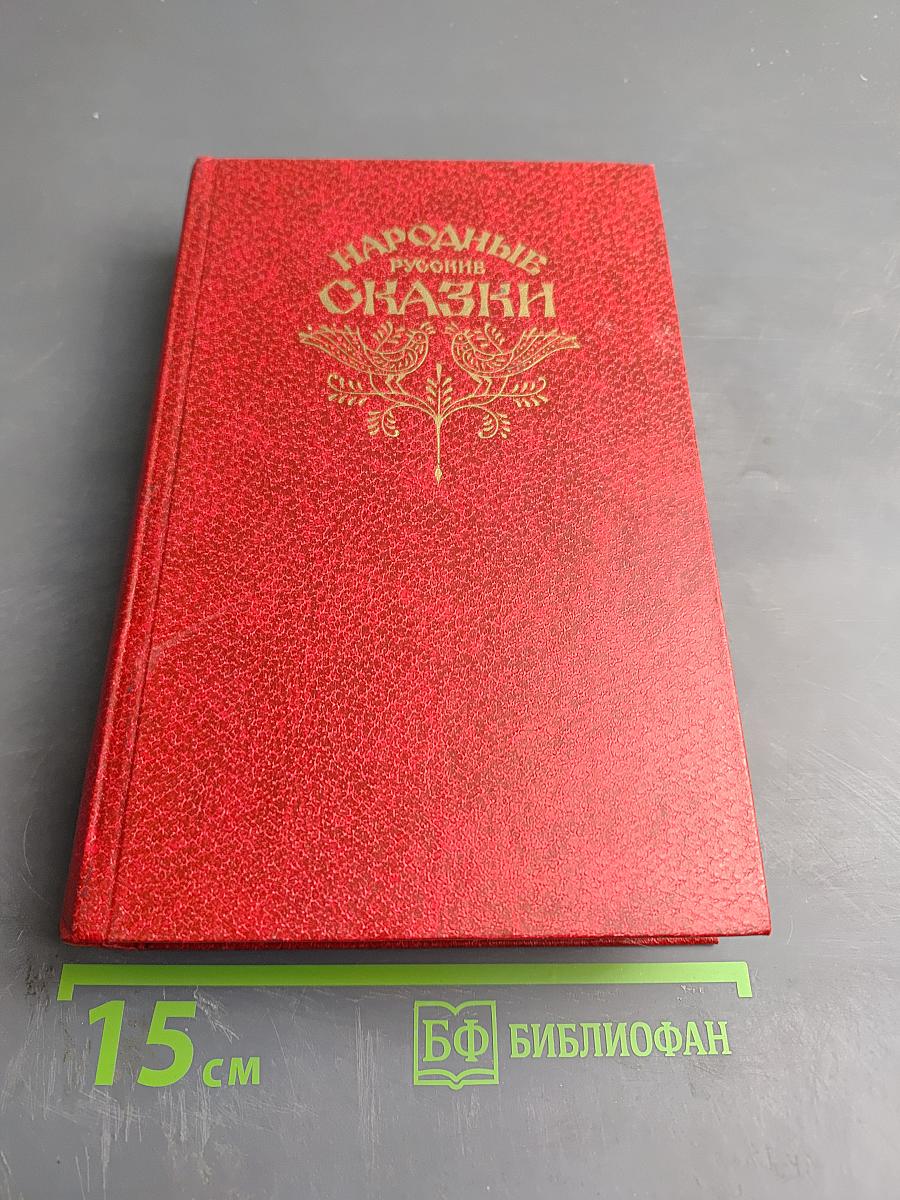 НАРОДНЫЕ
РУССКИЕ
СКАЗКИ
15 см
БФ БИБЛИОФАН